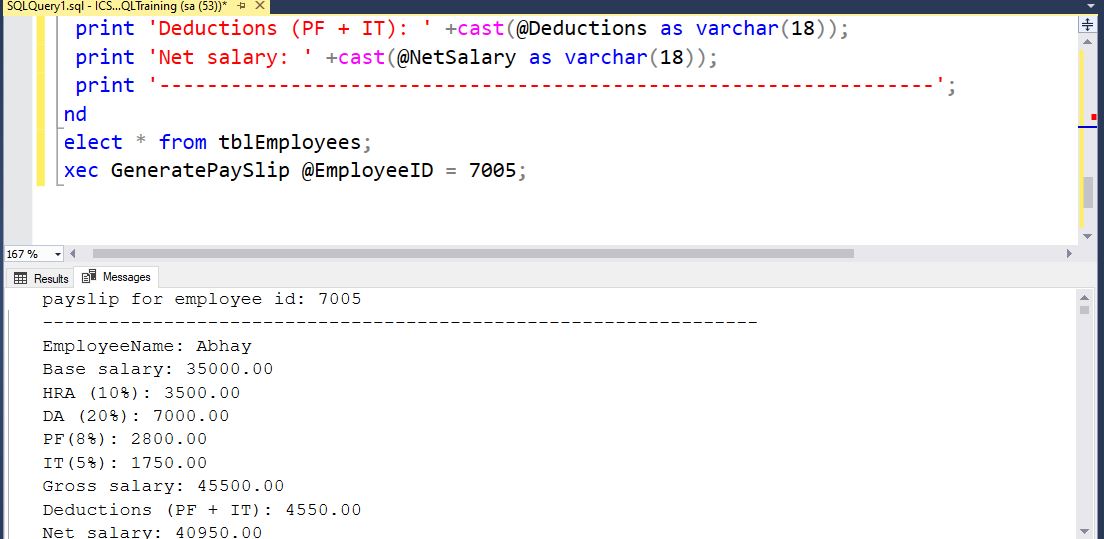 SQLQuery1.sql - ICS...QLTraining (sa (53))*
print 'Deductions (PF + IT): ' +cast(@Deductions as varchar(18));
print 'Net salary: ' +cast(@NetSalary as varchar(18));
print '-----------------------------------------------------------------';
nd
elect * from tblEmployees;
xec GeneratePaySlip @EmployeeID = 7005;
167 %
Results Messages
payslip for employee id: 7005
-----------------------------------------------------------------
EmployeeName: Abhay
Base salary: 35000.00
HRA (10%): 3500.00
DA (20%): 7000.00
PF(8%): 2800.00
IT(5%): 1750.00
Gross salary: 45500.00
Deductions (PF + IT): 4550.00
Net salary: 40950.00